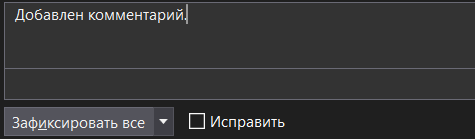 Добавлен комментарий.
Зафиксировать все
Исправить